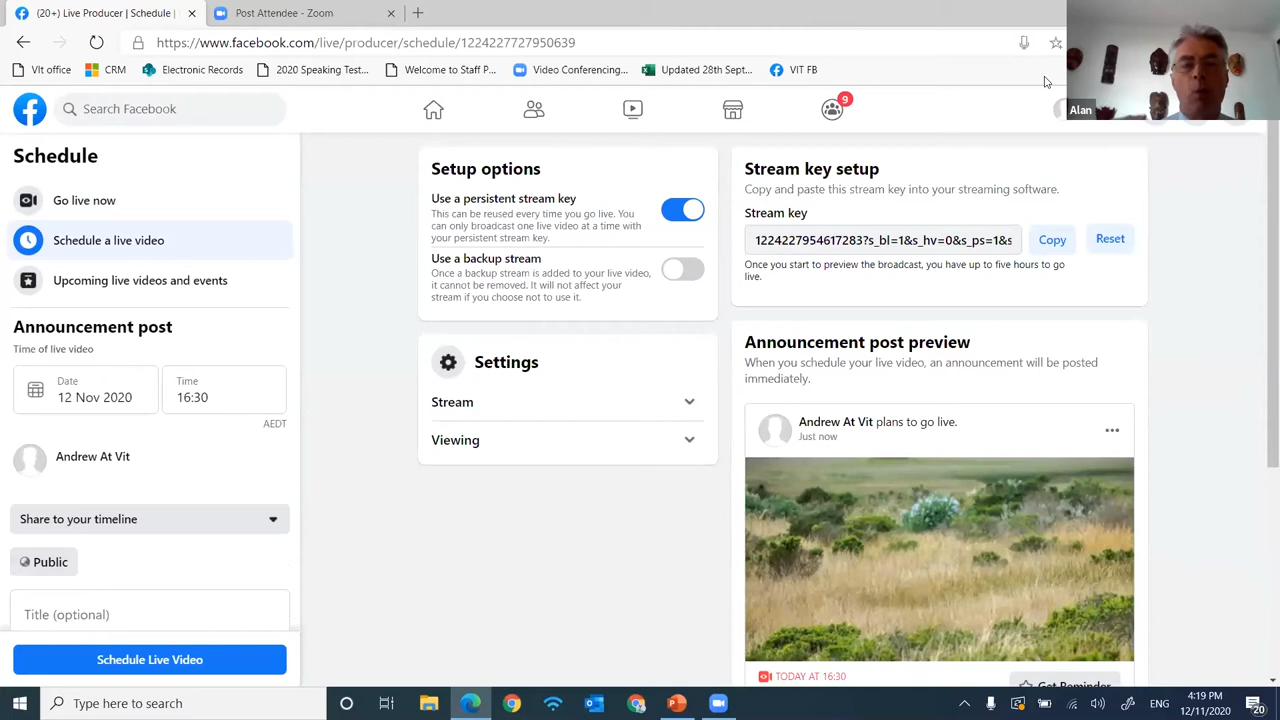 (20+) Live Producer | Schedule |
Post Attendee - Zoom
https://www.facebook.com/live/producer/schedule/1224227727950639
VIt office
CRM
Electronic Records
2020 Speaking Test...
Welcome to Staff P...
Video Conferencing...
Updated 28th Sep...
VIT FB
Search Facebook
9
Alan
Schedule
Go live now
Schedule a live video
Upcoming live videos and events
Announcement post
Time of live video
Date
12 Nov 2020
Time
16:30
AEDT
Andrew At Vit
Share to your timeline
Public
Title (optional)
Schedule Live Video
Setup options
Use a persistent stream key
This can be reused every time you go live. You
can only broadcast one live video at a time with
your persistent stream key.
Use a backup stream
Once a backup stream is added to your live video,
it cannot be removed. It will not affect your
stream if you choose not to use it.
Settings
Stream
Viewing
Stream key setup
Copy and paste this stream key into your streaming software.
Stream key
1224227954617283?s_bl=1&s_hv=0&s_ps=1&s
Copy
Reset
Once you start to preview the broadcast, you have up to five hours to go
live.
Announcement post preview
When you schedule your live video, an announcement will be posted
immediately.
Andrew At Vit plans to go live.
Just now
TODAY AT 16:30
Get Reminder
Type here to search
ENG
4:19 PM
12/11/2020
20